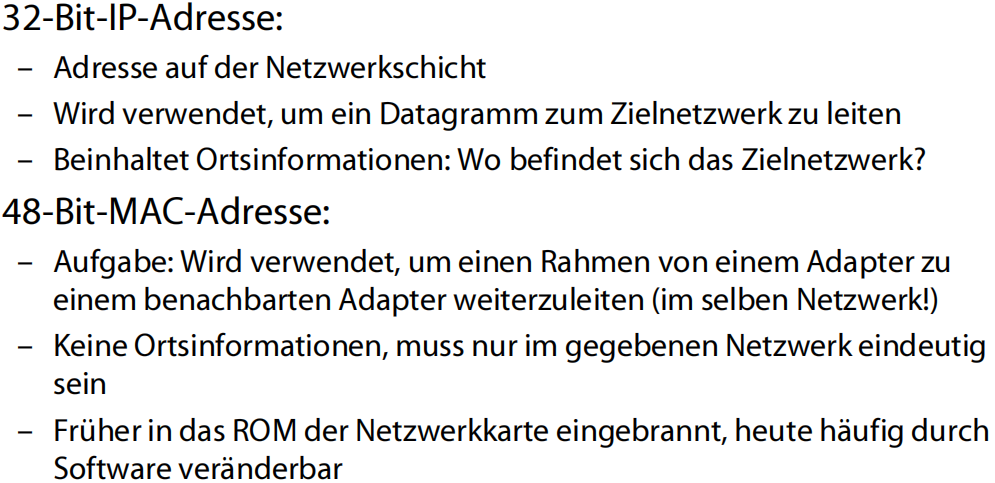 32-Bit-IP-Adresse:
– Adresse auf der Netzwerkschicht
– Wird verwendet, um ein Datagramm zum Zielnetzwerk zu leiten
– Beinhaltet Ortsinformationen: Wo befindet sich das Zielnetzwerk?
48-Bit-MAC-Adresse:
– Aufgabe: Wird verwendet, um einen Rahmen von einem Adapter zu
einem benachbarten Adapter weiterzuleiten (im selben Netzwerk!)
– Keine Ortsinformationen, muss nur im gegebenen Netzwerk eindeutig
sein
– Früher in das ROM der Netzwerkkarte eingebrannt, heute häufig durch
Software veränderbar